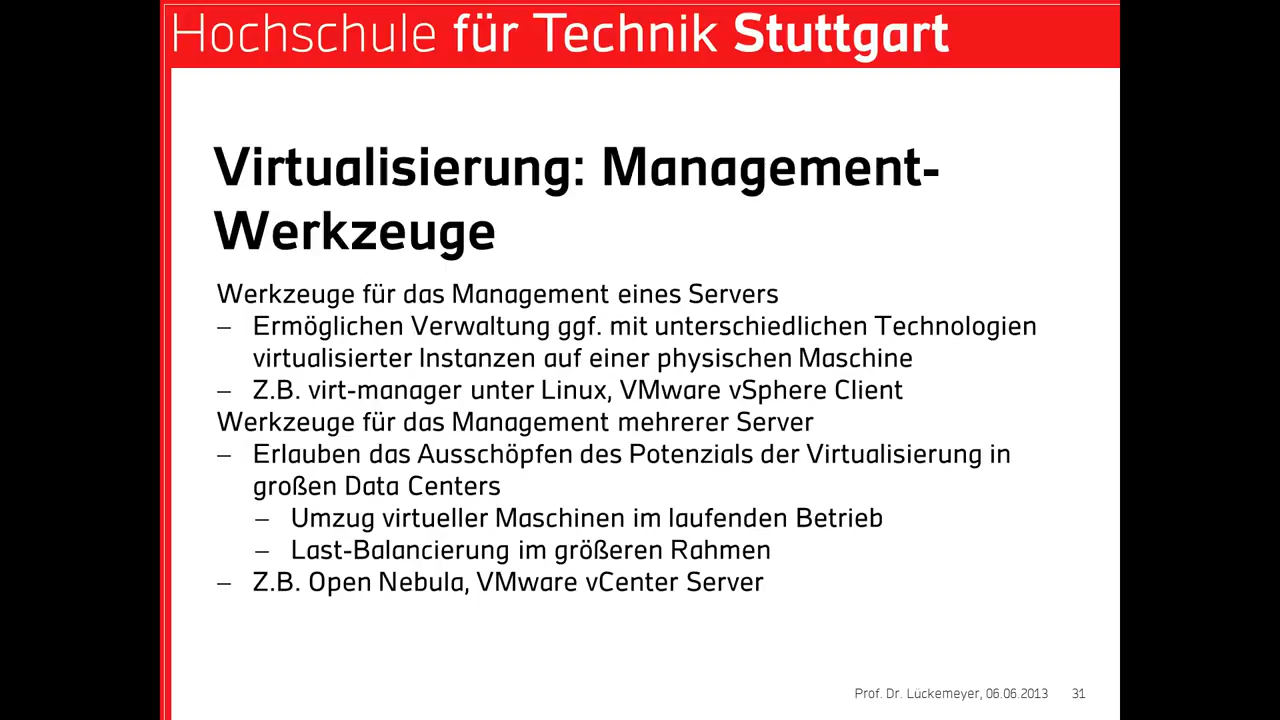 Hochschule für Technik Stuttgart
Virtualisierung: Management-
Werkzeuge
Werkzeuge für das Management eines Servers
– Ermöglichen Verwaltung ggf. mit unterschiedlichen Technologien
virtualisierter Instanzen auf einer physischen Maschine
– Z.B. virt-manager unter Linux, VMware vSphere Client
Werkzeuge für das Management mehrerer Server
– Erlauben das Ausschöpfen des Potenzials der Virtualisierung in
großen Data Centers
– Umzug virtueller Maschinen im laufenden Betrieb
– Last-Balancierung im größeren Rahmen
– Z.B. Open Nebula, VMware vCenter Server
Prof. Dr. Lückemeyer, 06.06.2013 31